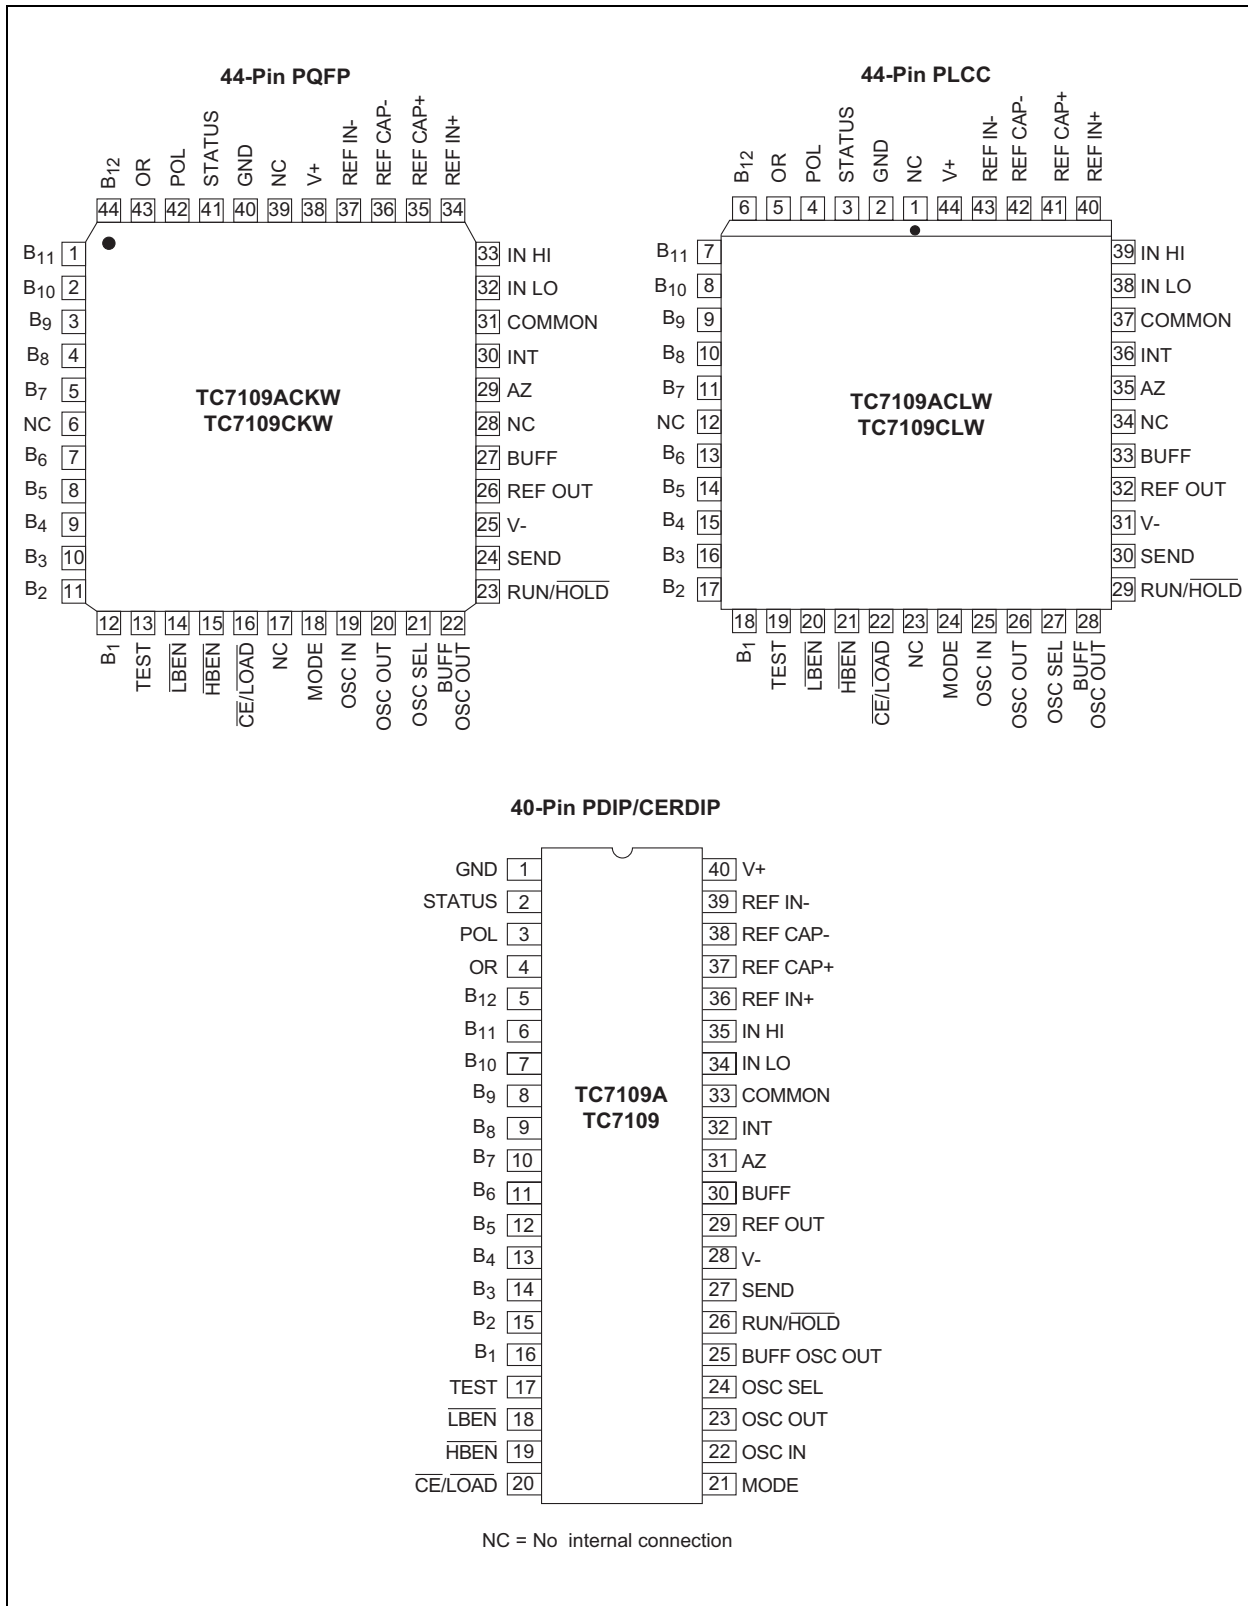 44-Pin PQFP
B12 OR POL STATUS GND NC V+ REF IN- REF CAP- REF CAP+ REF IN+
44 43 42 41 40 39 38 37 36 35 34
B11 1
B10 2
B9 3
B8 4
B7 5
NC 6
B6 7
B5 8
B4 9
B3 10
B2 11
TC7109ACKW
TC7109CKW
33 IN HI
32 IN LO
31 COMMON
30 INT
29 AZ
28 NC
27 BUFF
26 REF OUT
25 V-
24 SEND
23 RUN/HOLD
12 13 14 15 16 17 18 19 20 21 22
B1 TEST LBEN HBEN CE/LOAD NC MODE OSC IN OSC OUT OSC SEL BUFF OSC OUT
44-Pin PLCC
B12 OR POL STATUS GND NC V+ REF IN- REF CAP- REF CAP+ REF IN+
6 5 4 3 2 1 44 43 42 41 40
B11 7
B10 8
B9 9
B8 10
B7 11
NC 12
B6 13
B5 14
B4 15
B3 16
B2 17
TC7109ACLW
TC7109CLW
39 IN HI
38 IN LO
37 COMMON
36 INT
35 AZ
34 NC
33 BUFF
32 REF OUT
31 V-
30 SEND
29 RUN/HOLD
18 19 20 21 22 23 24 25 26 27 28
B1 TEST LBEN HBEN CE/LOAD NC MODE OSC IN OSC OUT OSC SEL BUFF OSC OUT
40-Pin PDIP/CERDIP
GND 1
STATUS 2
POL 3
OR 4
B12 5
B11 6
B10 7
B9 8
B8 9
B7 10
B6 11
B5 12
B4 13
B3 14
B2 15
B1 16
TEST 17
LBEN 18
HBEN 19
CE/LOAD 20
TC7109A
TC7109
40 V+
39 REF IN-
38 REF CAP-
37 REF CAP+
36 REF IN+
35 IN HI
34 IN LO
33 COMMON
32 INT
31 AZ
30 BUFF
29 REF OUT
28 V-
27 SEND
26 RUN/HOLD
25 BUFF OSC OUT
24 OSC SEL
23 OSC OUT
22 OSC IN
21 MODE
NC = No internal connection